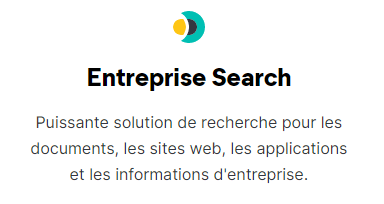 Entreprise Search
Puissante solution de recherche pour les
documents, les sites web, les applications
et les informations d'entreprise.